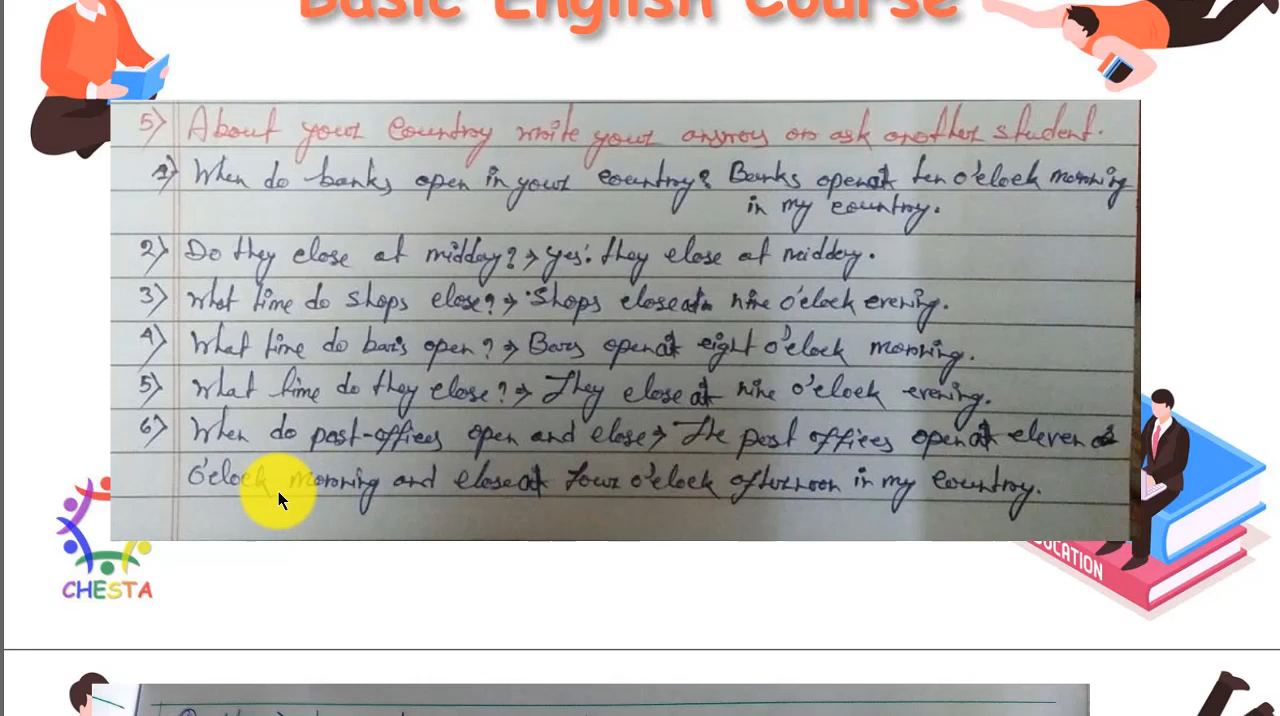 Basic English Course
5) About your Country write your answers or ask another student.
1) When do banks open in your country? Banks open at ten o'clock morning
in my country.
2) Do they close at midday? → Yes. They close at midday.
3) What time do shops close? → Shops close at nine o'clock evening.
4) What time do bars open? → Bars open at eight o'clock morning.
5) What time do they close? → They close at nine o'clock evening.
6) When do post-offices open and close → The post offices open at eleven
o'clock morning and close at four o'clock afternoon in my country.
CHESTA
EDUCATION